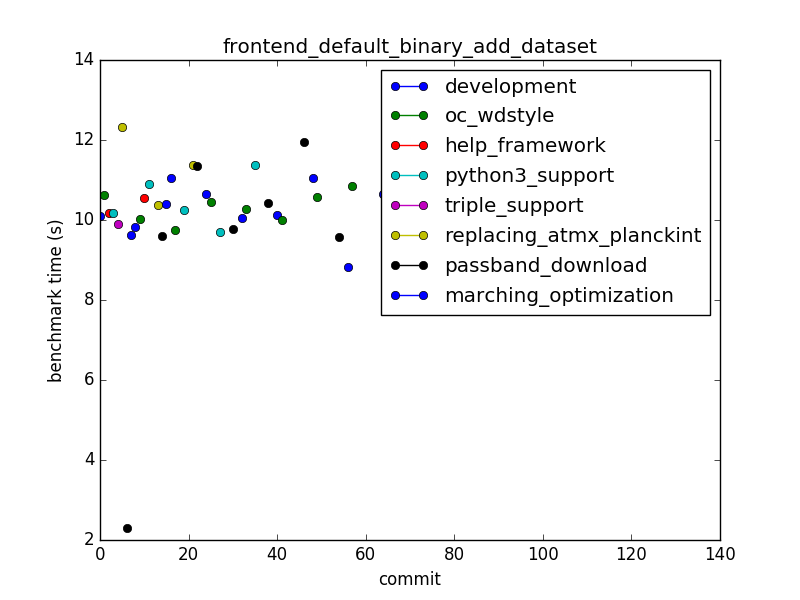 frontend_default_binary_add_dataset
14
12
10
8
6
4
2
benchmark time (s)
development
oc_wdstyle
help_framework
python3_support
triple_support
replacing_atmx_planckint
passband_download
marching_optimization
0 20 40 60 80 100 120 140
commit